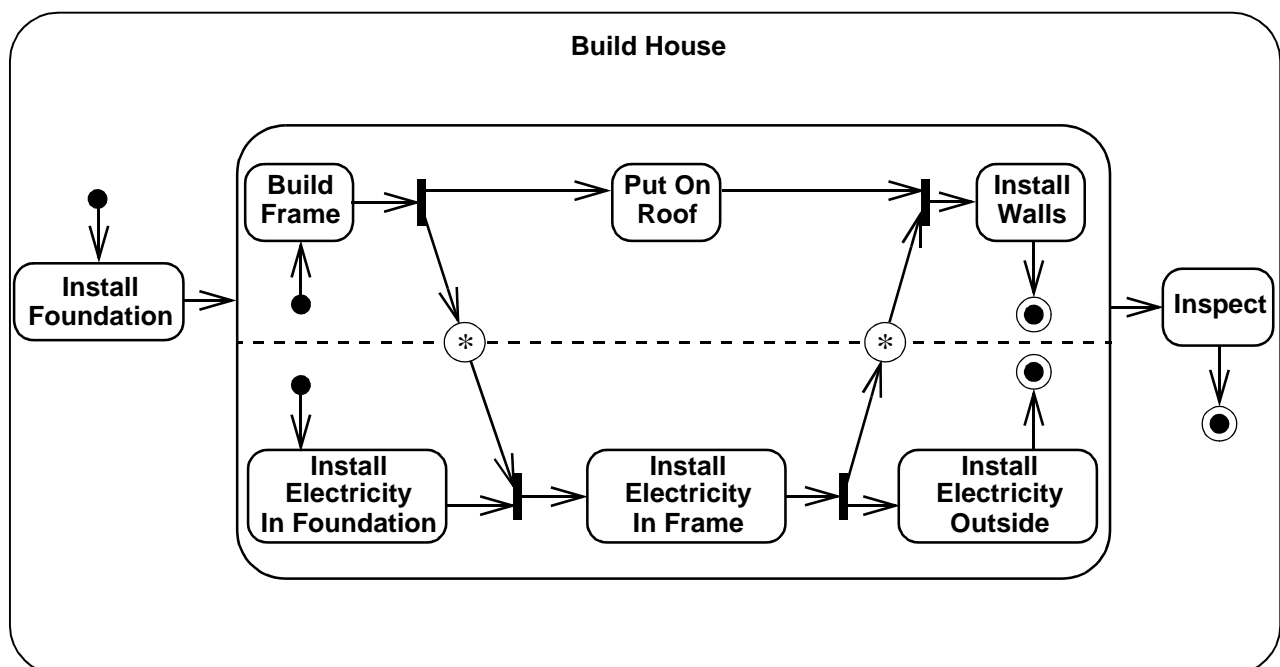 Build House
Build
Frame
Put On
Roof
Install
Walls
Install
Foundation
Inspect
*
*
Install
Electricity
In Foundation
Install
Electricity
In Frame
Install
Electricity
Outside